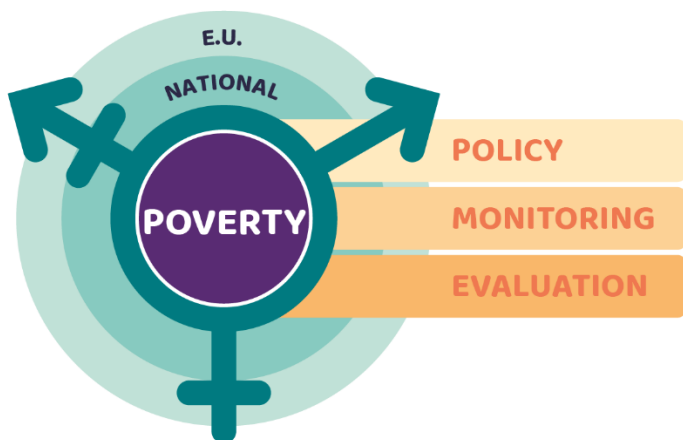 E.U.
NATIONAL
POVERTY
POLICY
MONITORING
EVALUATION